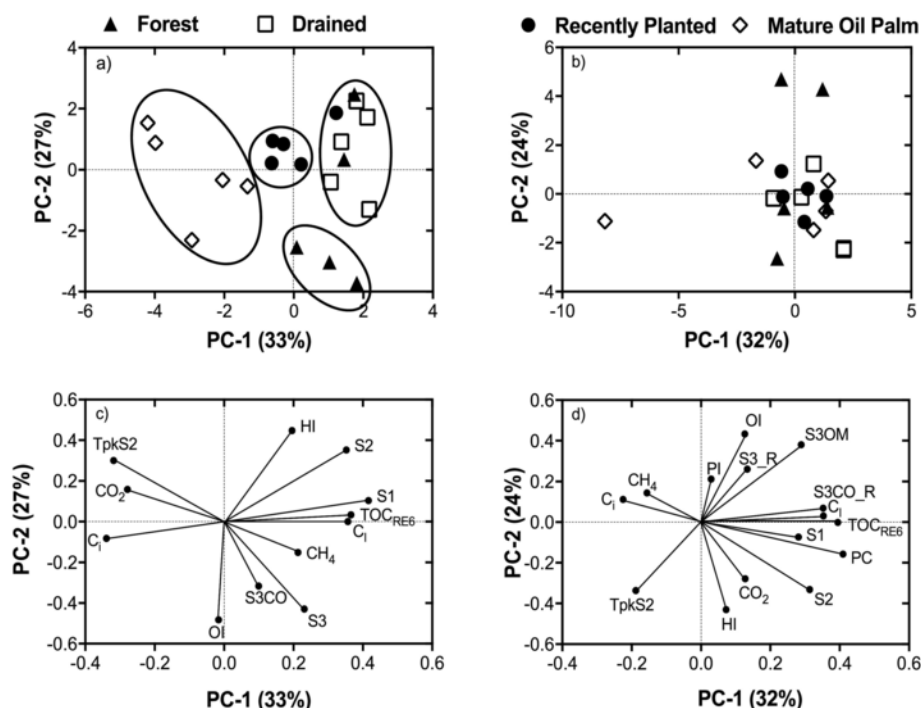 ▲ Forest □ Drained ● Recently Planted ◇ Mature Oil Palm
a)
4
2
0
-2
-4
PC-2 (27%)
-6 -4 -2 0 2 4
PC-1 (33%)
b)
6
4
2
0
-2
-4
PC-2 (24%)
-10 -5 0 5
PC-1 (32%)
c)
0.6
0.4
0.2
0.0
-0.2
-0.4
-0.6
PC-2 (27%)
HI
TpkS2
S2
CO2
S1
TOCRE6
Ci
CI
CH4
S3CO
S3
OI
-0.6 -0.4 -0.2 0.0 0.2 0.4 0.6
PC-1 (33%)
d)
0.6
0.4
0.2
0.0
-0.2
-0.4
-0.6
PC-2 (24%)
OI
S3OM
S3_R
PI
CH4
S3CO_R
Ci
CI
TOCRE6
S1
PC
CO2
TpkS2
S2
HI
-0.6 -0.4 -0.2 0.0 0.2 0.4 0.6
PC-1 (32%)